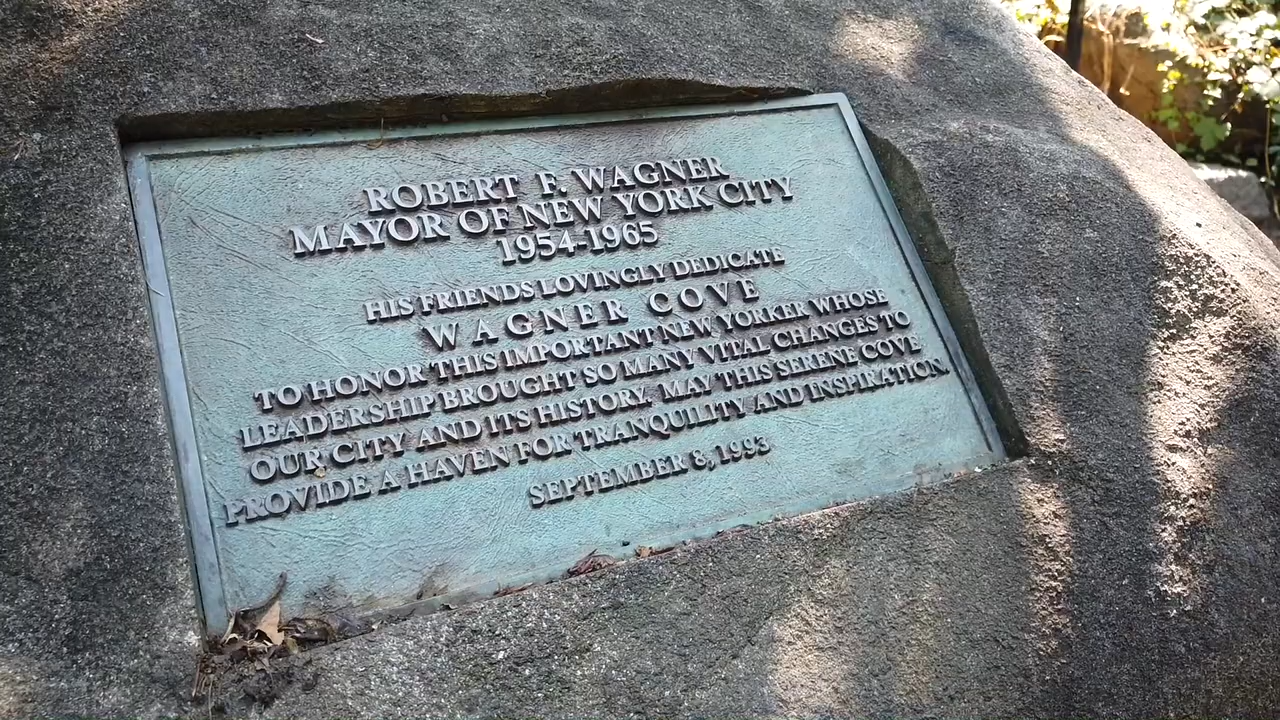 ROBERT F. WAGNER
MAYOR OF NEW YORK CITY
1954-1965
HIS FRIENDS LOVINGLY DEDICATE
WAGNER COVE
TO HONOR THIS IMPORTANT NEW YORKER WHOSE
LEADERSHIP BROUGHT SO MANY VITAL CHANGES TO
OUR CITY AND ITS HISTORY. MAY THIS SERENE COVE
PROVIDE A HAVEN FOR TRANQUILITY AND INSPIRATION.
SEPTEMBER 8, 1993